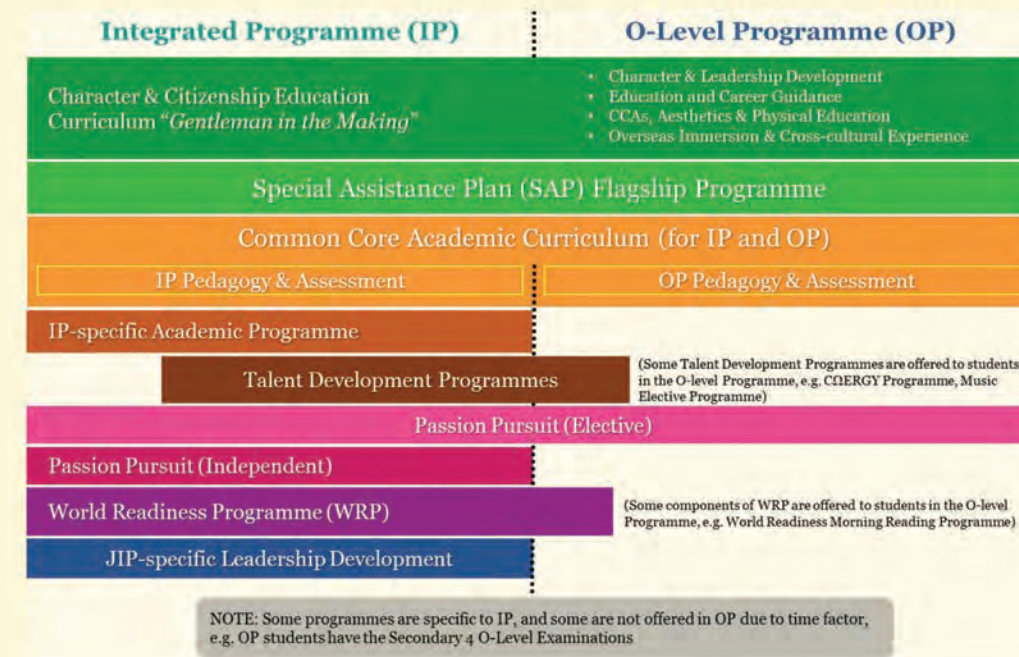 Integrated Programme (IP)
O-Level Programme (OP)
Character & Citizenship Education
Curriculum "Gentleman in the Making"
• Character & Leadership Development
• Education and Career Guidance
• CCAs, Aesthetics & Physical Education
• Overseas Immersion & Cross-cultural Experience
Special Assistance Plan (SAP) Flagship Programme
Common Core Academic Curriculum (for IP and OP)
IP Pedagogy & Assessment
OP Pedagogy & Assessment
IP-specific Academic Programme
Talent Development Programmes
(Some Talent Development Programmes are offered to students
in the O-level Programme, e.g. CΩERGY Programme, Music
Elective Programme)
Passion Pursuit (Elective)
Passion Pursuit (Independent)
World Readiness Programme (WRP)
(Some components of WRP are offered to students in the O-level
Programme, e.g. World Readiness Morning Reading Programme)
JIP-specific Leadership Development
NOTE: Some programmes are specific to IP, and some are not offered in OP due to time factor,
e.g. OP students have the Secondary 4 O-Level Examinations